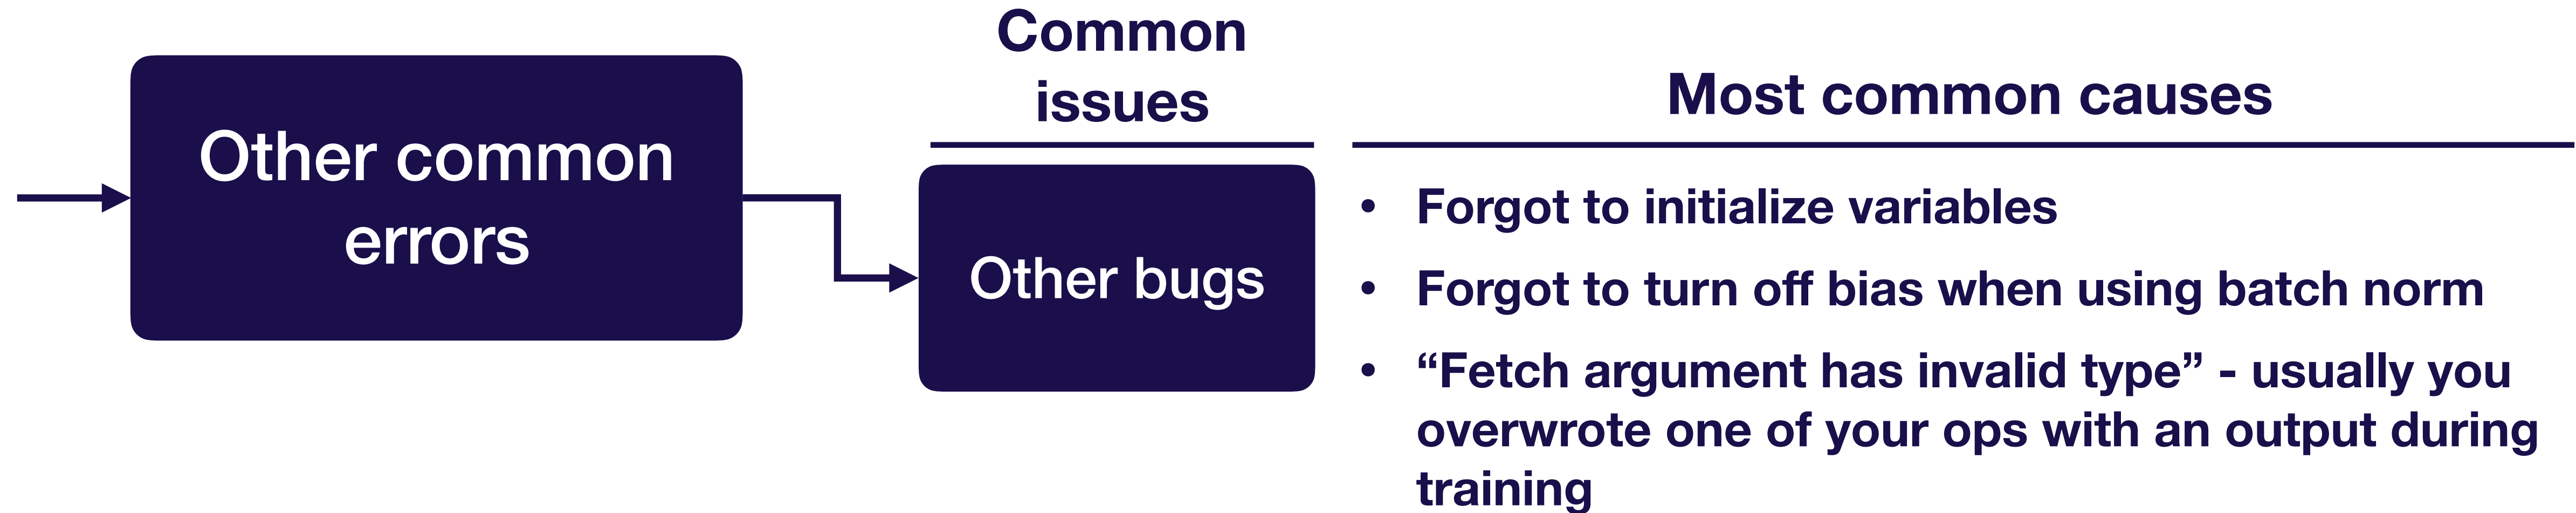 Other common
errors
Common
issues
Other bugs
Most common causes
• Forgot to initialize variables
• Forgot to turn off bias when using batch norm
• “Fetch argument has invalid type” - usually you
overwrote one of your ops with an output during
training